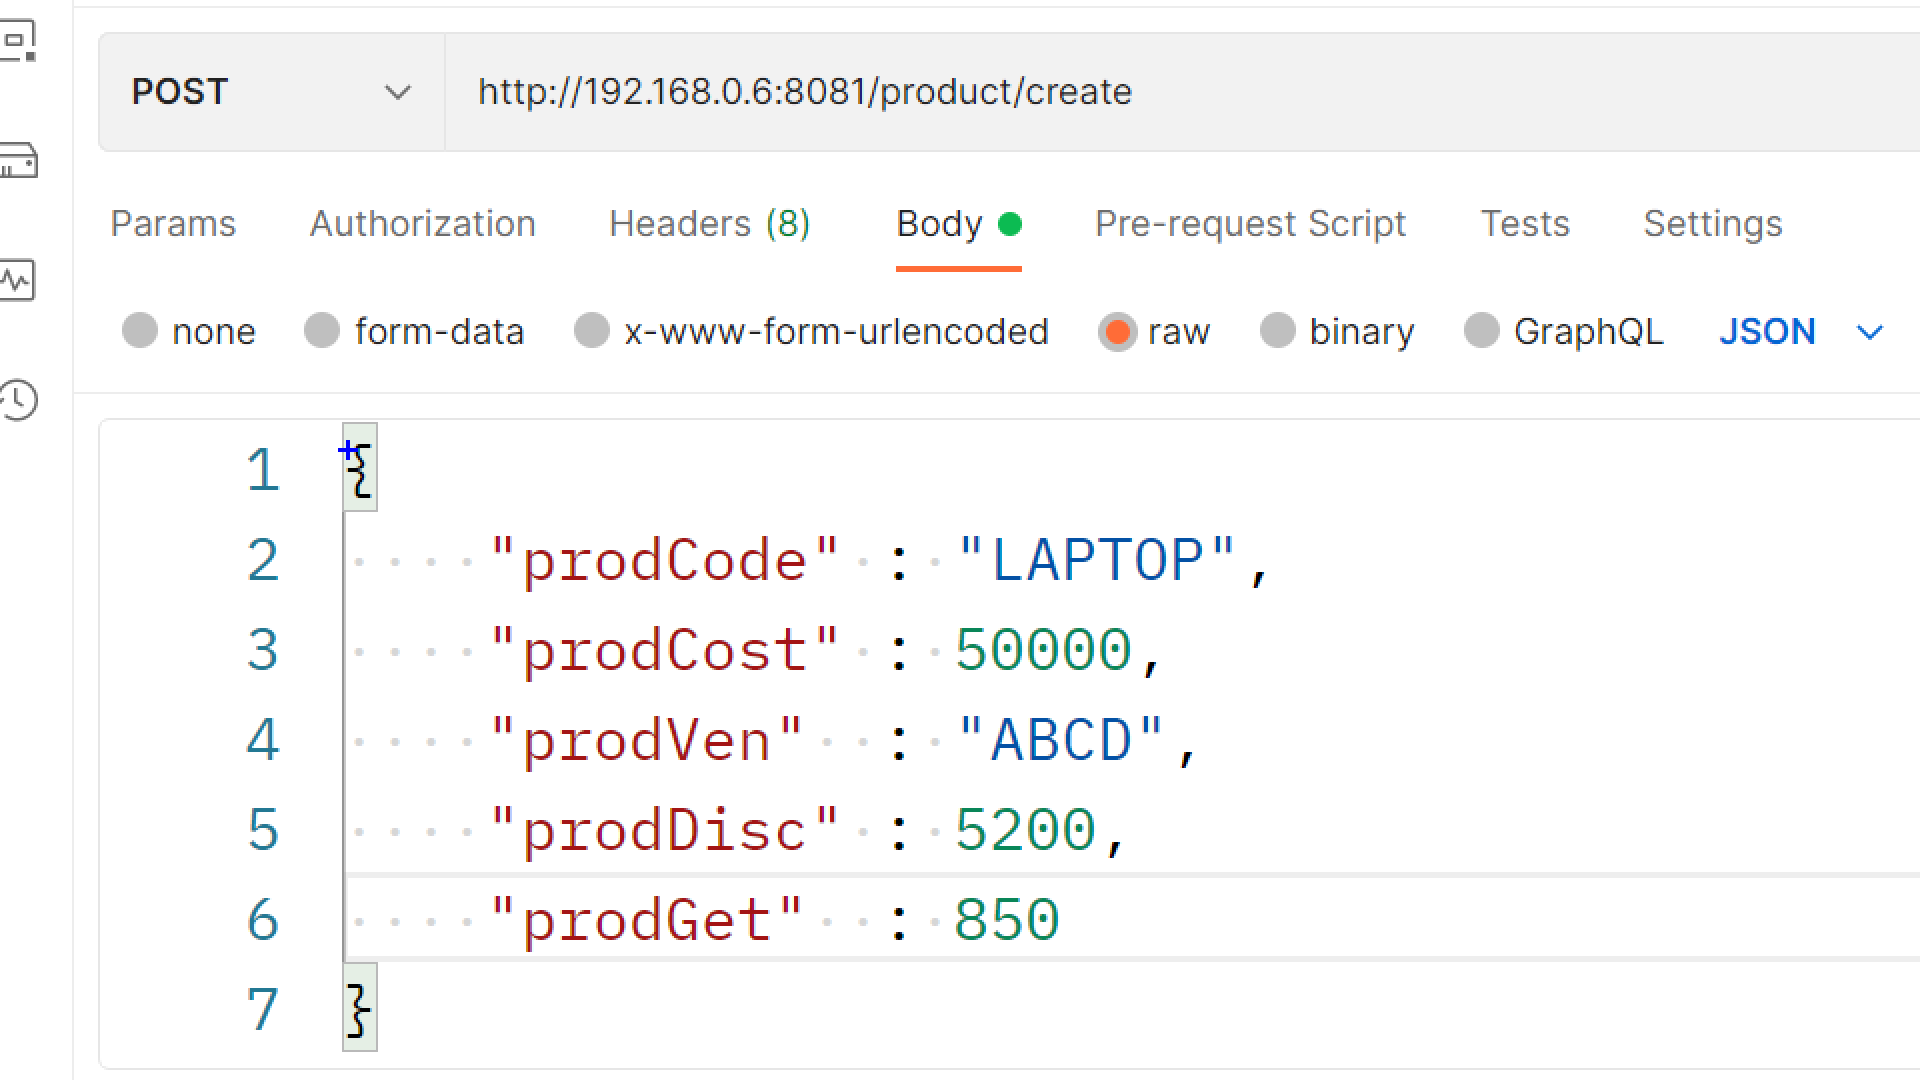 POST http://192.168.0.6:8081/product/create
Params Authorization Headers (8) Body Pre-request Script Tests Settings
none form-data x-www-form-urlencoded raw binary GraphQL JSON
1 {
2 "prodCode" : "LAPTOP",
3 "prodCost" : 50000,
4 "prodVen" : "ABCD",
5 "prodDisc" : 5200,
6 "prodGet" : 850
7 }